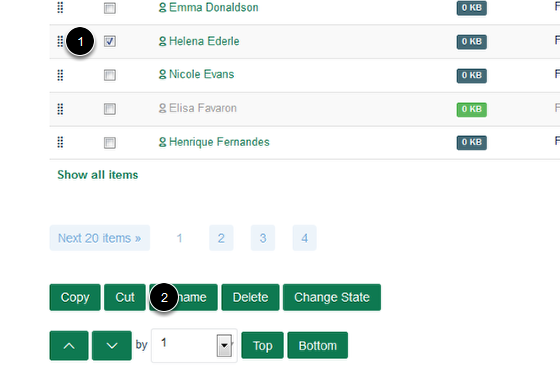 Emma Donaldson 0 KB F
1 Helena Ederle 0 KB F
Nicole Evans 0 KB F
Elisa Favaron 0 KB F
Henrique Fernandes 0 KB F
Show all items
Next 20 items » 1 2 3 4
Copy Cut 2 name Delete Change State
by 1 Top Bottom